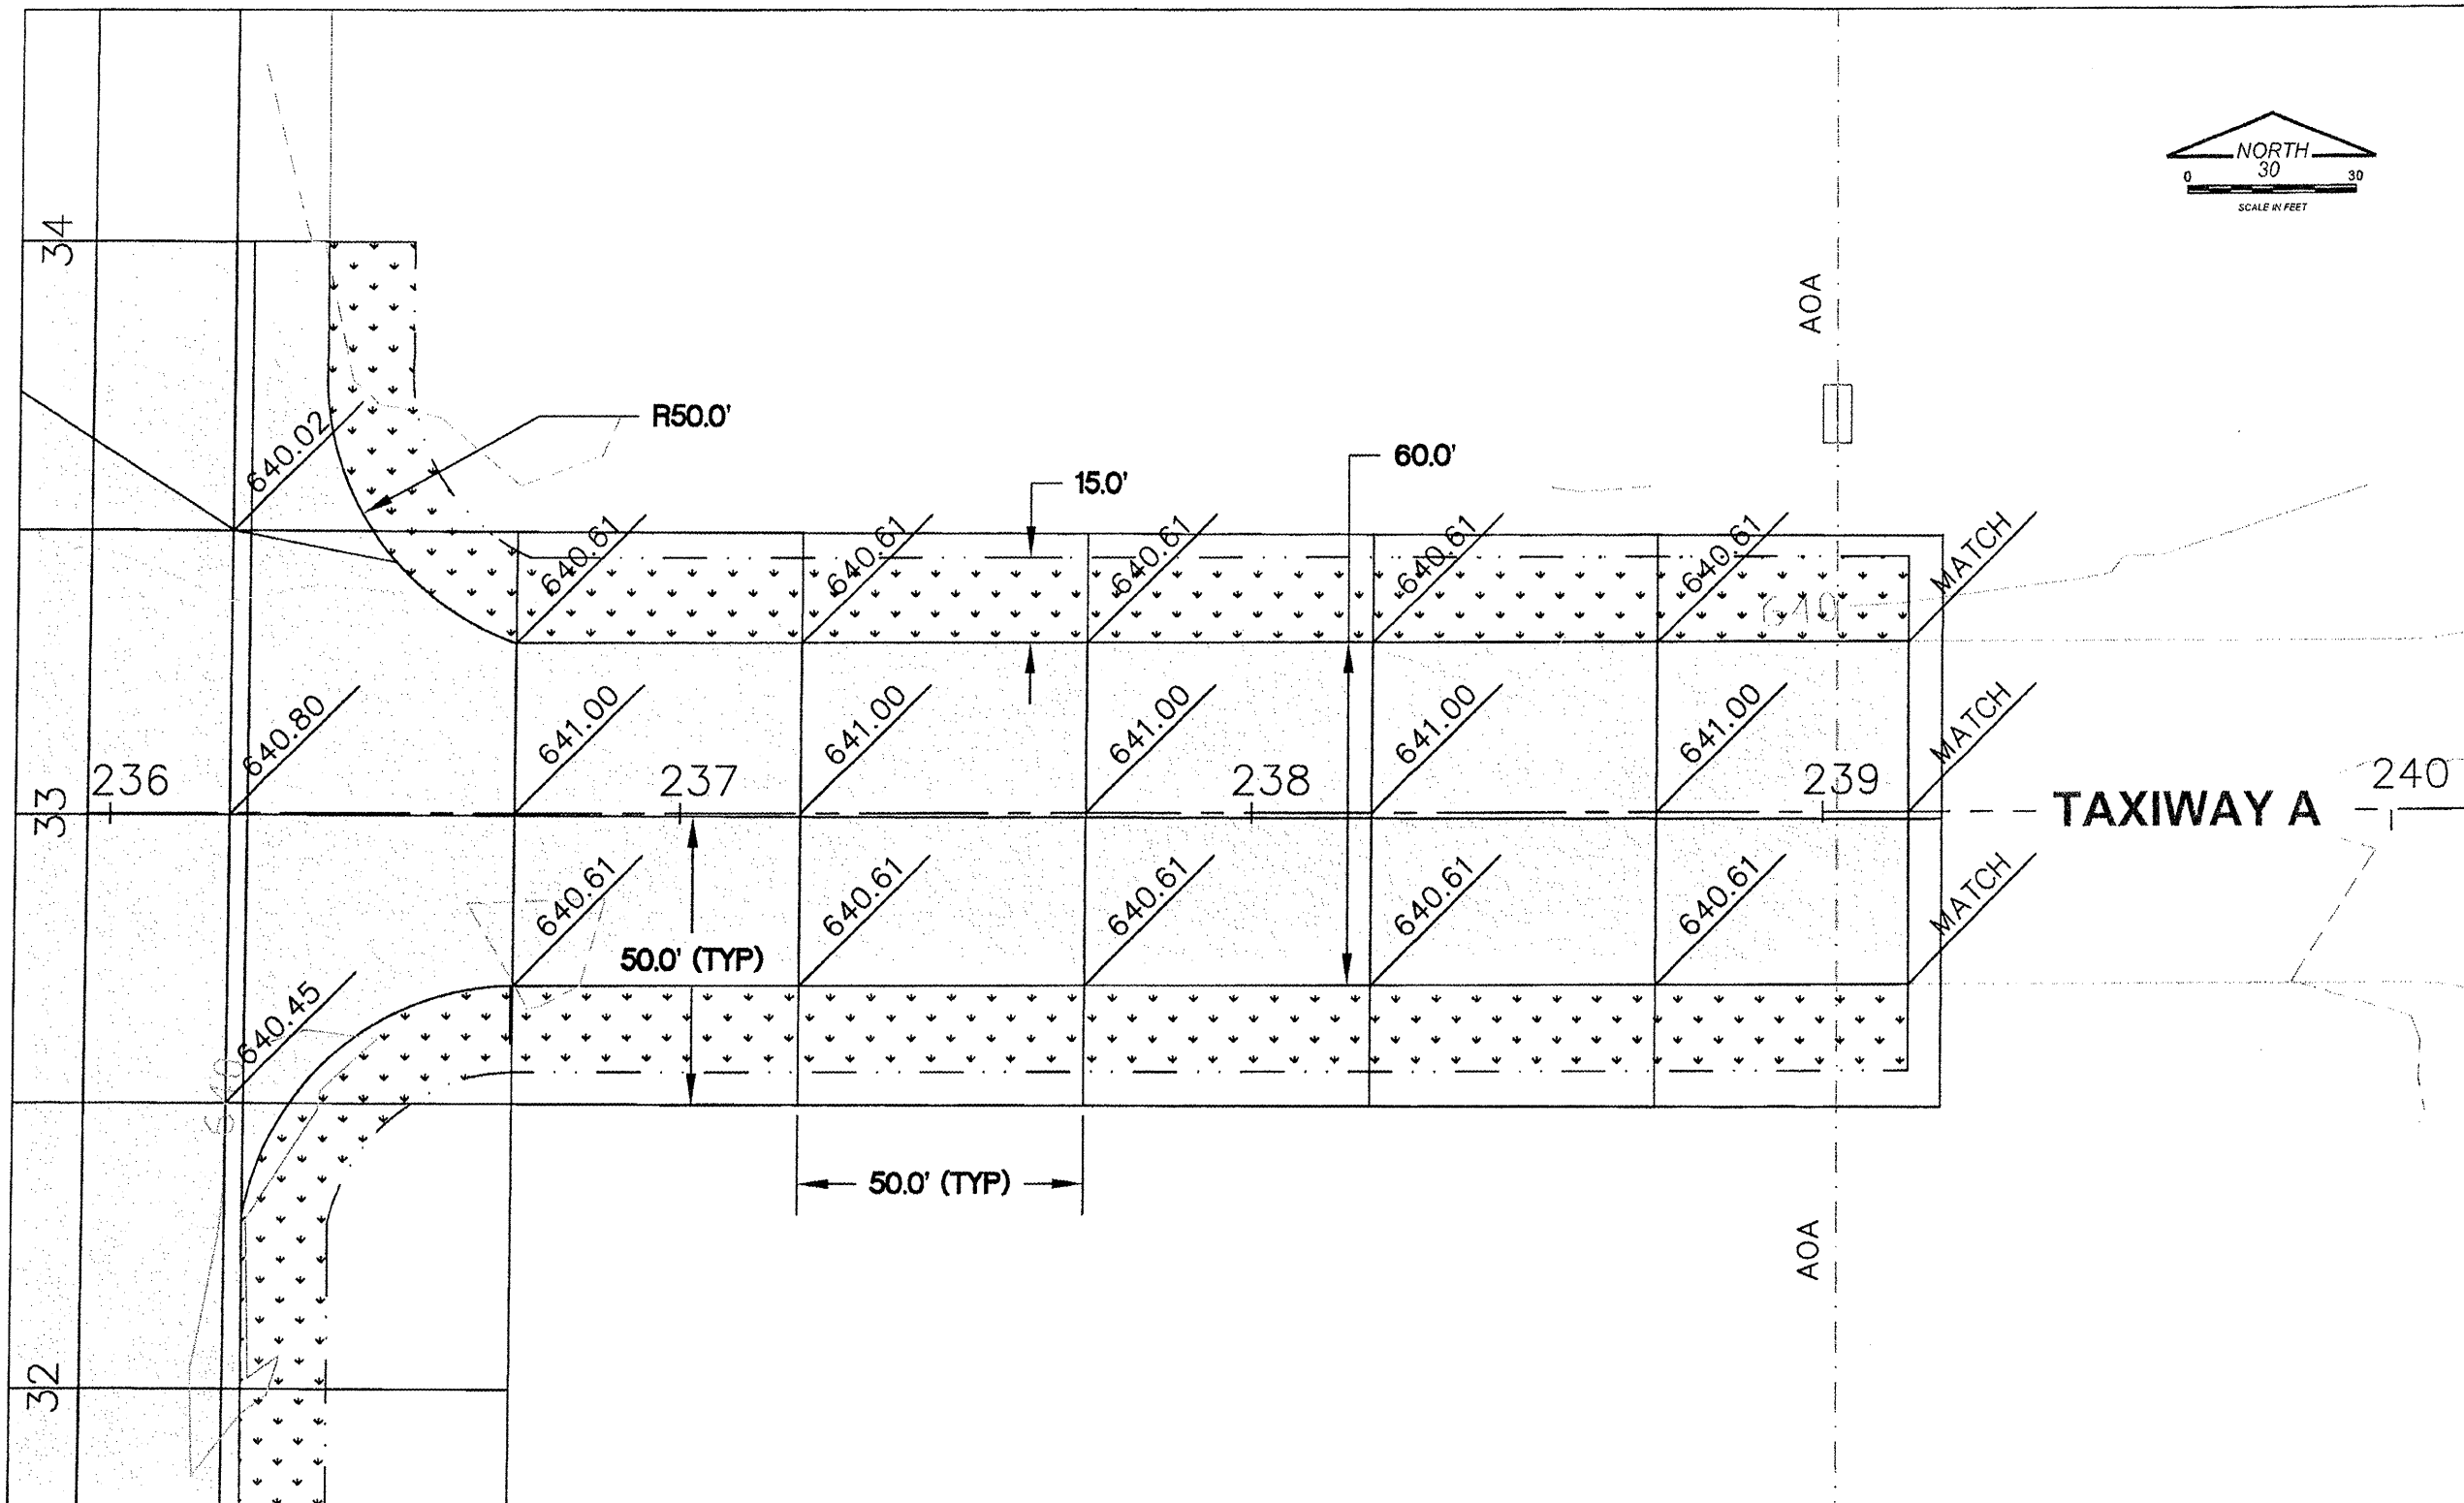 NORTH
30
0 30
SCALE IN FEET
34
AOA
640.02
R50.0'
60.0'
15.0'
640.61 640.61 640.61 640.61 640.61 MATCH
640
640.80 641.00 641.00 641.00 641.00 641.00 MATCH
33 236 237 238 239 240
TAXIWAY A
640.61 640.61 640.61 640.61 640.61 MATCH
50.0' (TYP)
640.45
50.0' (TYP)
AOA
32